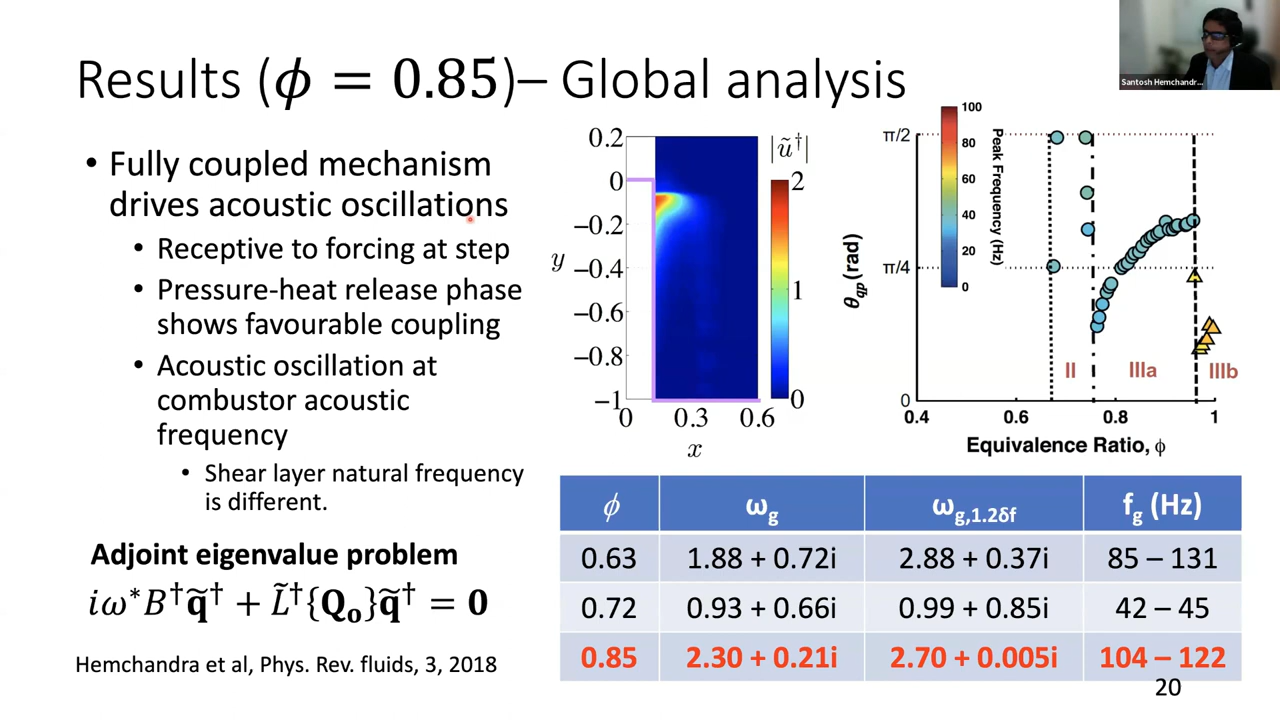 Santosh Hemchandr...
Results (ϕ = 0.85)– Global analysis
• Fully coupled mechanism
drives acoustic oscillations
• Receptive to forcing at step
• Pressure-heat release phase
shows favourable coupling
• Acoustic oscillation at
combustor acoustic
frequency
• Shear layer natural frequency
is different.
Adjoint eigenvalue problem
iω*B†q̃† + L̃†{Qₒ}q̃† = 0
Hemchandra et al, Phys. Rev. fluids, 3, 2018
0.2
0
−0.2
−0.4
−0.6
−0.8
−1
y
0 0.3 0.6
x
|ũ†|
2
1
0
π/2
π/4
0
θqp (rad)
100
80
60
40
20
0
Peak Frequency (Hz)
II IIIa IIIb
0.4 0.6 0.8 1
Equivalence Ratio, ϕ
ϕ ωg ωg,1.2δf fg (Hz)
0.63 1.88 + 0.72i 2.88 + 0.37i 85 – 131
0.72 0.93 + 0.66i 0.99 + 0.85i 42 – 45
0.85 2.30 + 0.21i 2.70 + 0.005i 104 – 122
20